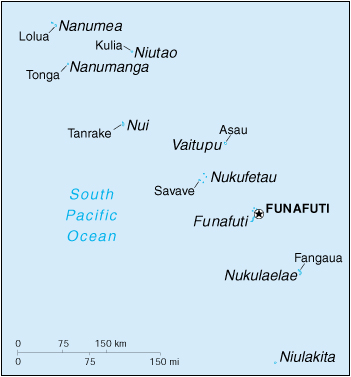 Nanumea
Lolua
Kulia
Niutao
Tonga
Nanumanga
Tanrake
Nui
Asau
Vaitupu
Nukufetau
Savave
South
Pacific
Ocean
FUNAFUTI
Funafuti
Fangaua
Nukulaelae
0 75 150 km
0 75 150 mi
Niulakita